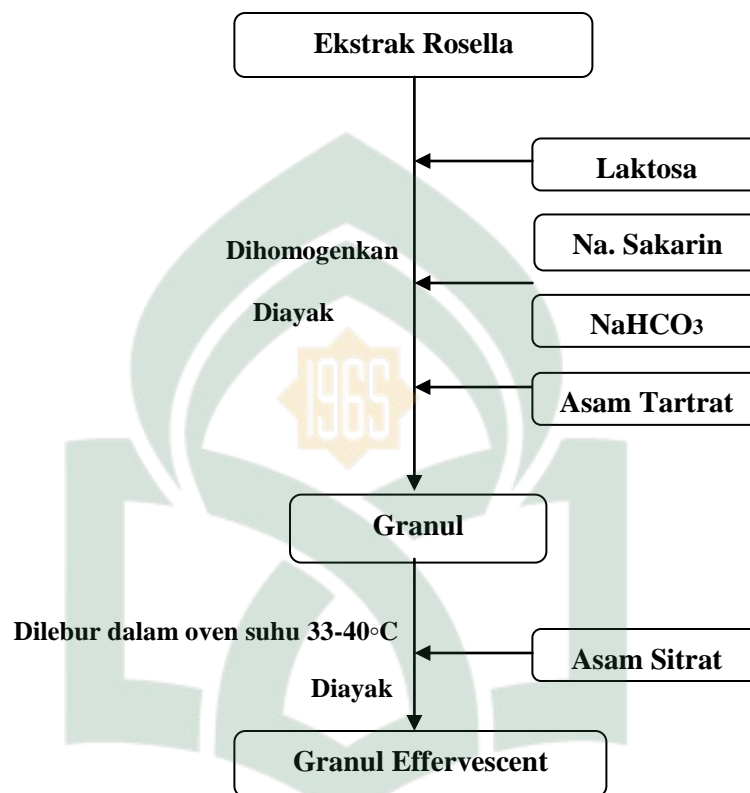 Ekstrak Rosella
Laktosa
Na. Sakarin
Dihomogenkan
Diayak
NaHCO3
Asam Tartrat
1965
Granul
Dilebur dalam oven suhu 33-40°C
Asam Sitrat
Diayak
Granul Effervescent